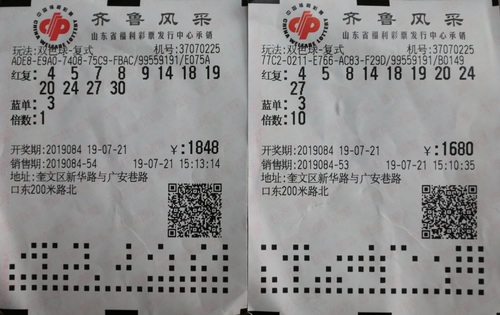 齐鲁风采
山东省福利彩票发行中心承销
玩法:双色球-复式 机号:37070225
ADE8-E9A0-7408-75C9-FBAC/99559191/E075A
红复: 4 5 7 8 9 14 18 19
20 24 27 30
蓝单: 3
倍数:1
开奖期:2019084 19-07-21 ¥:1848
销售期:2019084-54 19-07-21 15:13:14
地址:奎文区新华路与广安巷路
口东200米路北
齐鲁风采
山东省福利彩票发行中心承销
玩法:双色球-复式 机号:37070225
77C2-0211-E766-AC83-F29D/99559191/B0149
红复: 4 5 8 14 19 20 24
27
蓝单: 3
倍数:10
开奖期:2019084 19-07-21 ¥:1680
销售期:2019084-53 19-07-21 15:10:35
地址:奎文区新华路与广安巷路
口东200米路北